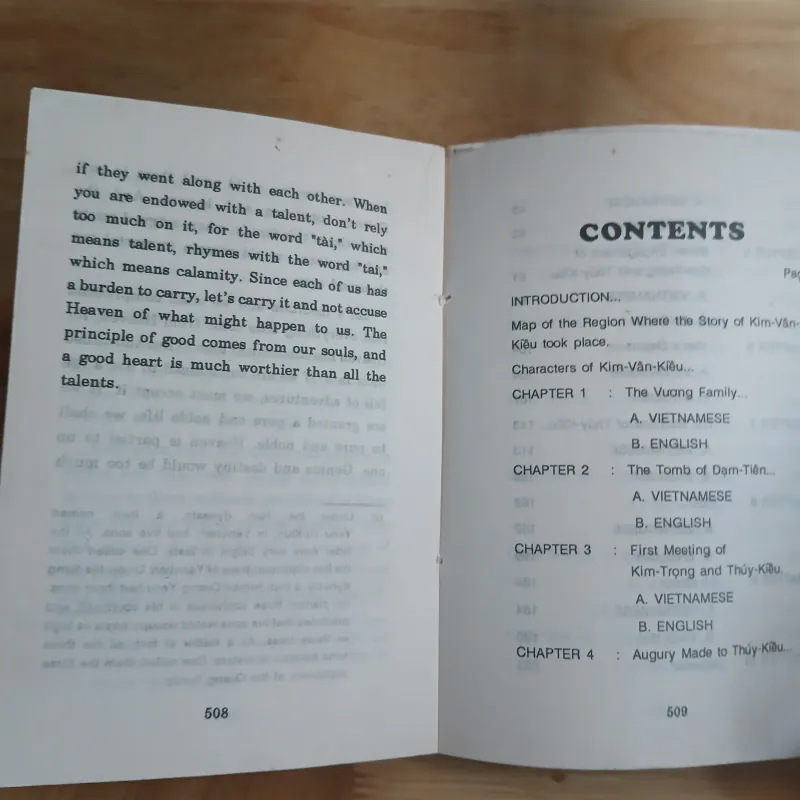 if they went along with each other. When
you are endowed with a talent, don't rely
too much on it, for the word "tài," which
means talent, rhymes with the word "tai,"
which means calamity. Since each of us has
a burden to carry, let's carry it and not accuse
Heaven of what might happen to us. The
principle of good comes from our souls, and
a good heart is much worthier than all the
talents.
508
CONTENTS
INTRODUCTION...
Map of the Region Where the Story of Kim-Vân-
Kiều took place.
Characters of Kim-Vân-Kiều...
CHAPTER 1 : The Vương Family...
A. VIETNAMESE
B. ENGLISH
CHAPTER 2 : The Tomb of Đạm-Tiên...
A. VIETNAMESE
B. ENGLISH
CHAPTER 3 : First Meeting of
Kim-Trọng and Thúy-Kiều.
A. VIETNAMESE
B. ENGLISH
CHAPTER 4 : Augury Made to Thúy-Kiều...
509